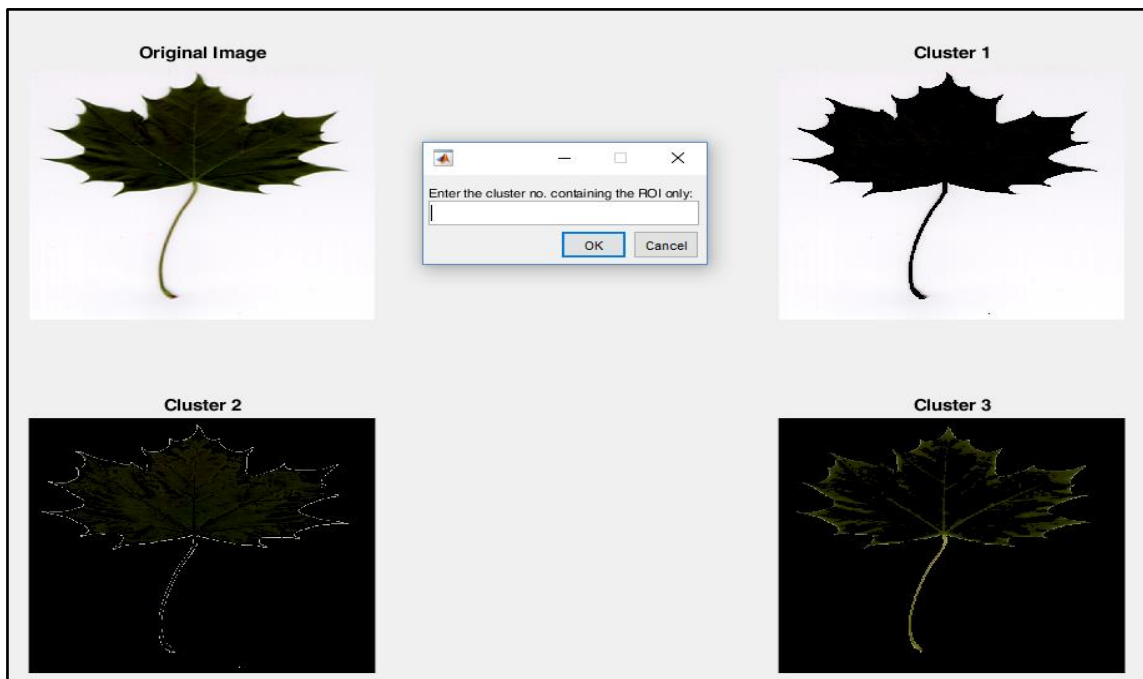 Original Image
Cluster 1
Enter the cluster no. containing the ROI only:
OK
Cancel
Cluster 2
Cluster 3